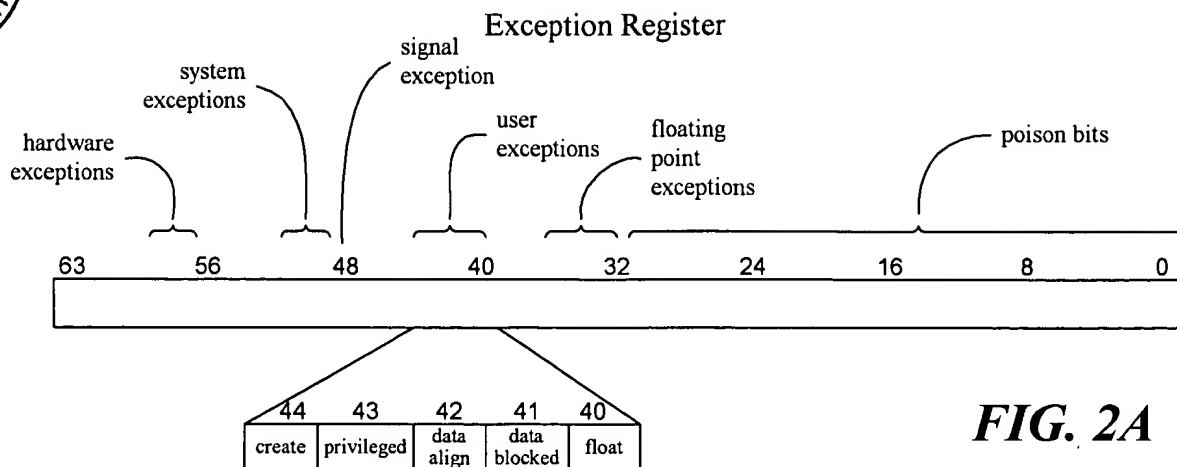 Exception Register
signal
exception
system
exceptions
user
exceptions
floating
point
exceptions
poison bits
hardware
exceptions
63 56 48 40 32 24 16 8 0
44 43 42 41 40
create privileged data align data blocked float
FIG. 2A